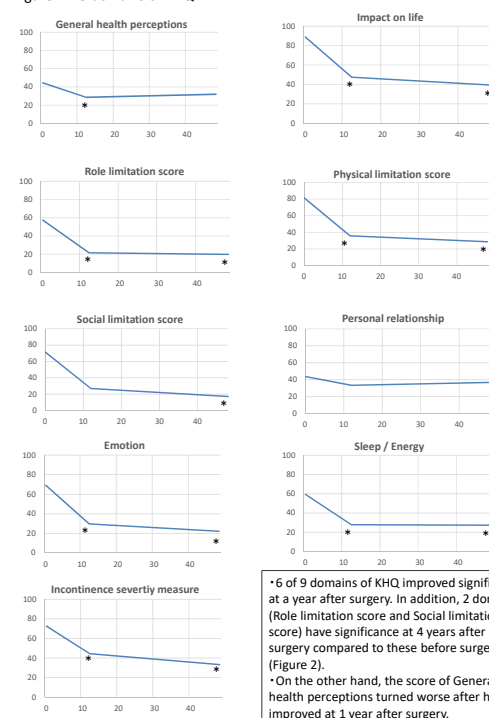 General health perceptions
100
80
60
40
20
0
0 10 20 30 40
*
Impact on life
100
80
60
40
20
0
0 10 20 30 40
* *
Role limitation score
100
80
60
40
20
0
0 10 20 30 40
* *
Physical limitation score
100
80
60
40
20
0
0 10 20 30 40
* *
Social limitation score
100
80
60
40
20
0
0 10 20 30 40
*
Personal relationship
100
80
60
40
20
0
0 10 20 30 40
Emotion
100
80
60
40
20
0
0 10 20 30 40
* *
Sleep / Energy
100
80
60
40
20
0
0 10 20 30 40
* *
Incontinence severtiy measure
100
80
60
40
20
0
0 10 20 30 40
* *
・6 of 9 domains of KHQ improved signifi
at a year after surgery. In addition, 2 do
(Role limitation score and Social limitati
score) have significance at 4 years after
surgery compared to these before surge
(Figure 2).
・On the other hand, the score of Genera
health perceptions turned worse after h
improved at 1 year after surgery.